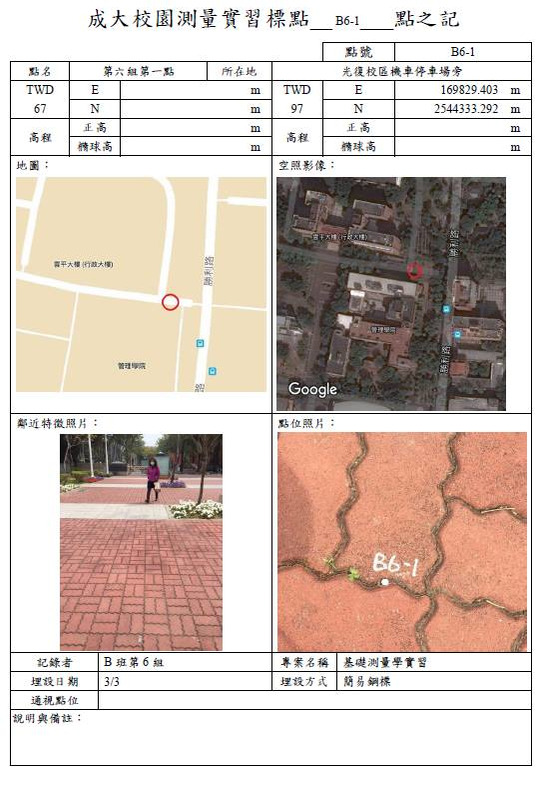 成大校園測量實習標點___B6-1_____點之記
點號 B6-1
點名 第六組第一點 所在地 光復校區機車停車場旁
TWD 67 E m TWD 97 E 169829.403 m
N m N 2544333.292 m
高程 正高 m 高程 正高 m
橢球高 m 橢球高 m
地圖： 空照影像：
雲平大樓 (行政大樓)
勝利路
管理學院
路
雲平大樓 (行政大樓)
勝利路
管理學院
勝利路
Google
鄰近特徵照片： 點位照片：
B6-1
記錄者 B 班第 6 組 專案名稱 基礎測量學實習
埋設日期 3/3 埋設方式 簡易鋼標
通視點位
說明與備註：